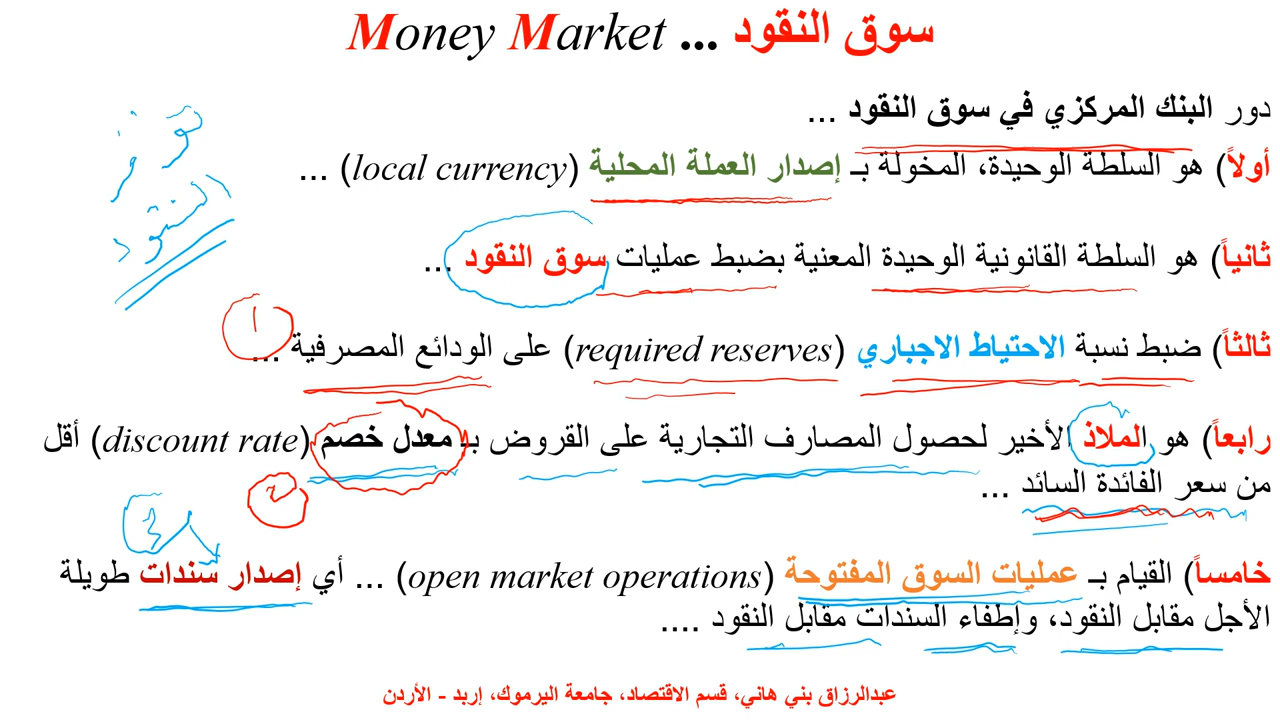 سوق النقود ... Money Market
دور البنك المركزي في سوق النقود ...
أولاً) هو السلطة الوحيدة، المخولة بـ إصدار العملة المحلية (local currency) ...
ثانياً) هو السلطة القانونية الوحيدة المعنية بضبط عمليات سوق النقود ...
ثالثاً) ضبط نسبة الاحتياط الاجباري (required reserves) على الودائع المصرفية ...
رابعاً) هو الملاذ الأخير لحصول المصارف التجارية على القروض بـ معدل خصم (discount rate) أقل
من سعر الفائدة السائد ...
خامساً) القيام بـ عمليات السوق المفتوحة (open market operations) ... أي إصدار سندات طويلة
الأجل مقابل النقود، وإطفاء السندات مقابل النقود ....
عبدالرزاق بني هاني، قسم الاقتصاد، جامعة اليرموك، إربد - الأردن
النقود
١
٢
٣